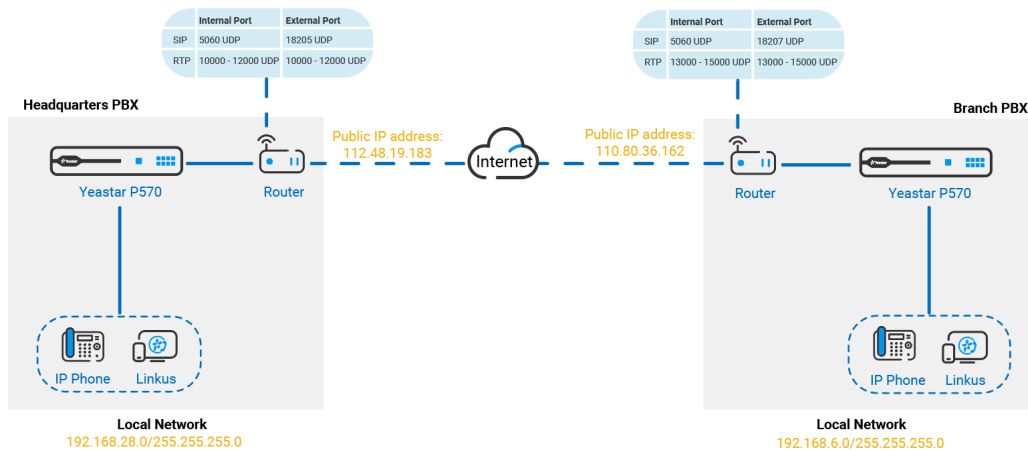 Internal Port External Port
SIP 5060 UDP 18205 UDP
RTP 10000 - 12000 UDP 10000 - 12000 UDP
Internal Port External Port
SIP 5060 UDP 18207 UDP
RTP 13000 - 15000 UDP 13000 - 15000 UDP
Headquarters PBX
Branch PBX
Public IP address:
112.48.19.183
Internet
Public IP address:
110.80.36.162
Yeastar P570
Router
Router
Yeastar P570
IP Phone
Linkus
IP Phone
Linkus
Local Network
192.168.28.0/255.255.255.0
Local Network
192.168.6.0/255.255.255.0